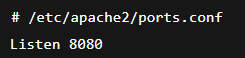 # /etc/apache2/ports.conf
Listen 8080